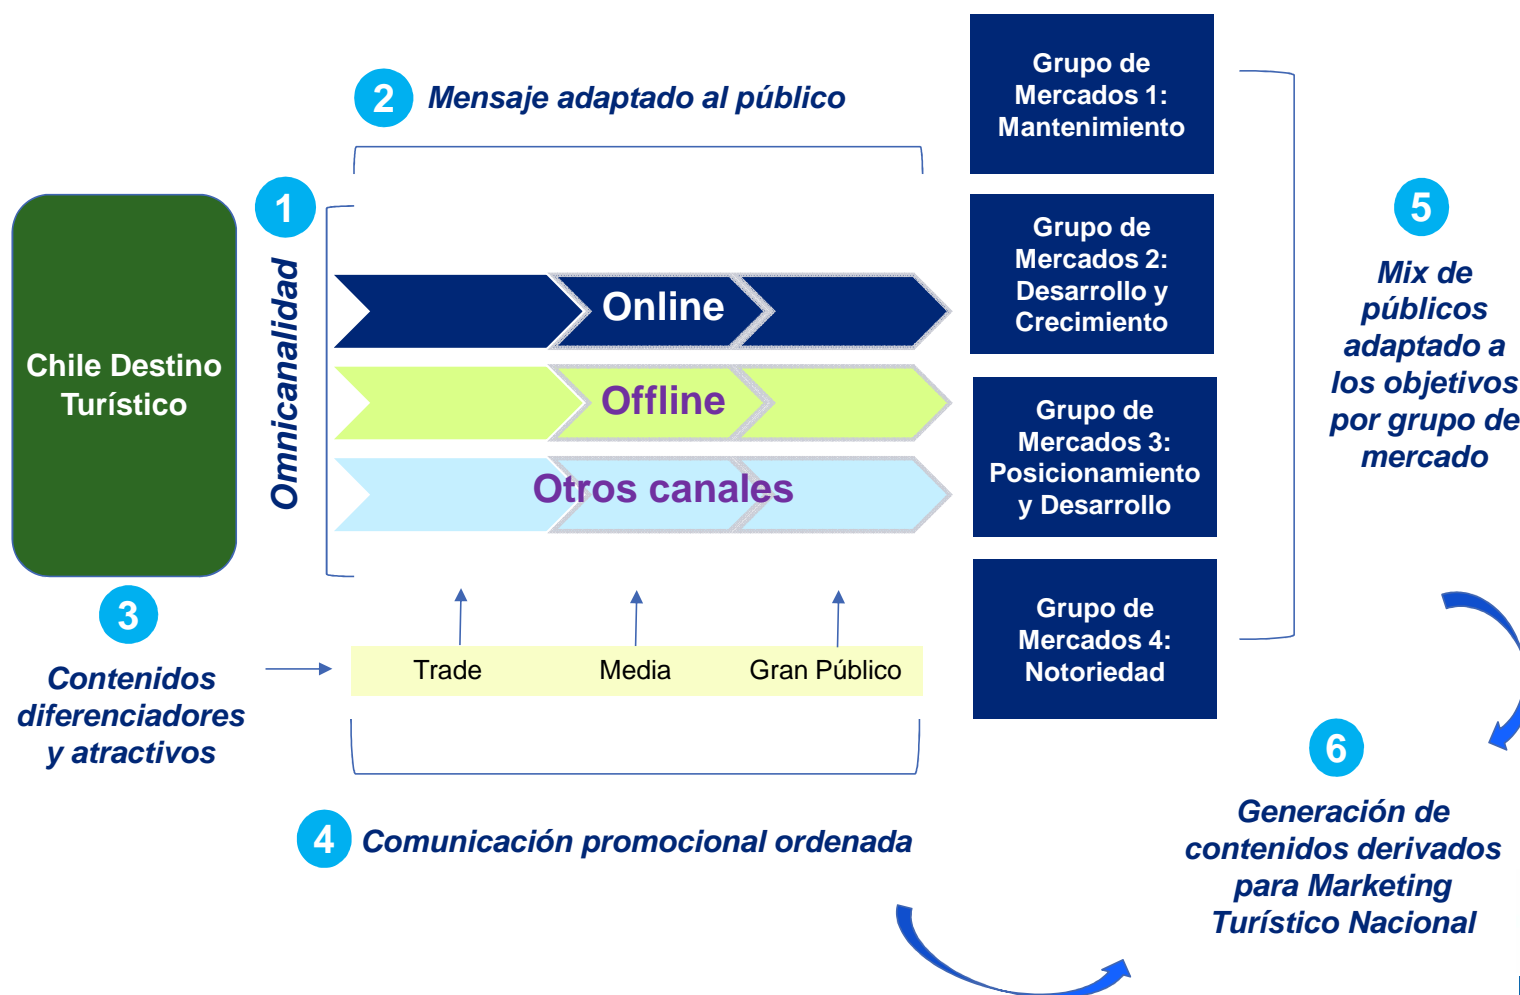 2 Mensaje adaptado al público
1
Omnicanalidad
Chile Destino
Turístico
Online
Offline
Otros canales
3
Contenidos
diferenciadores
y atractivos
Trade Media Gran Público
4 Comunicación promocional ordenada
Grupo de
Mercados 1:
Mantenimiento
Grupo de
Mercados 2:
Desarrollo y
Crecimiento
Grupo de
Mercados 3:
Posicionamiento
y Desarrollo
Grupo de
Mercados 4:
Notoriedad
5
Mix de
públicos
adaptado a
los objetivos
por grupo de
mercado
6
Generación de
contenidos derivados
para Marketing
Turístico Nacional